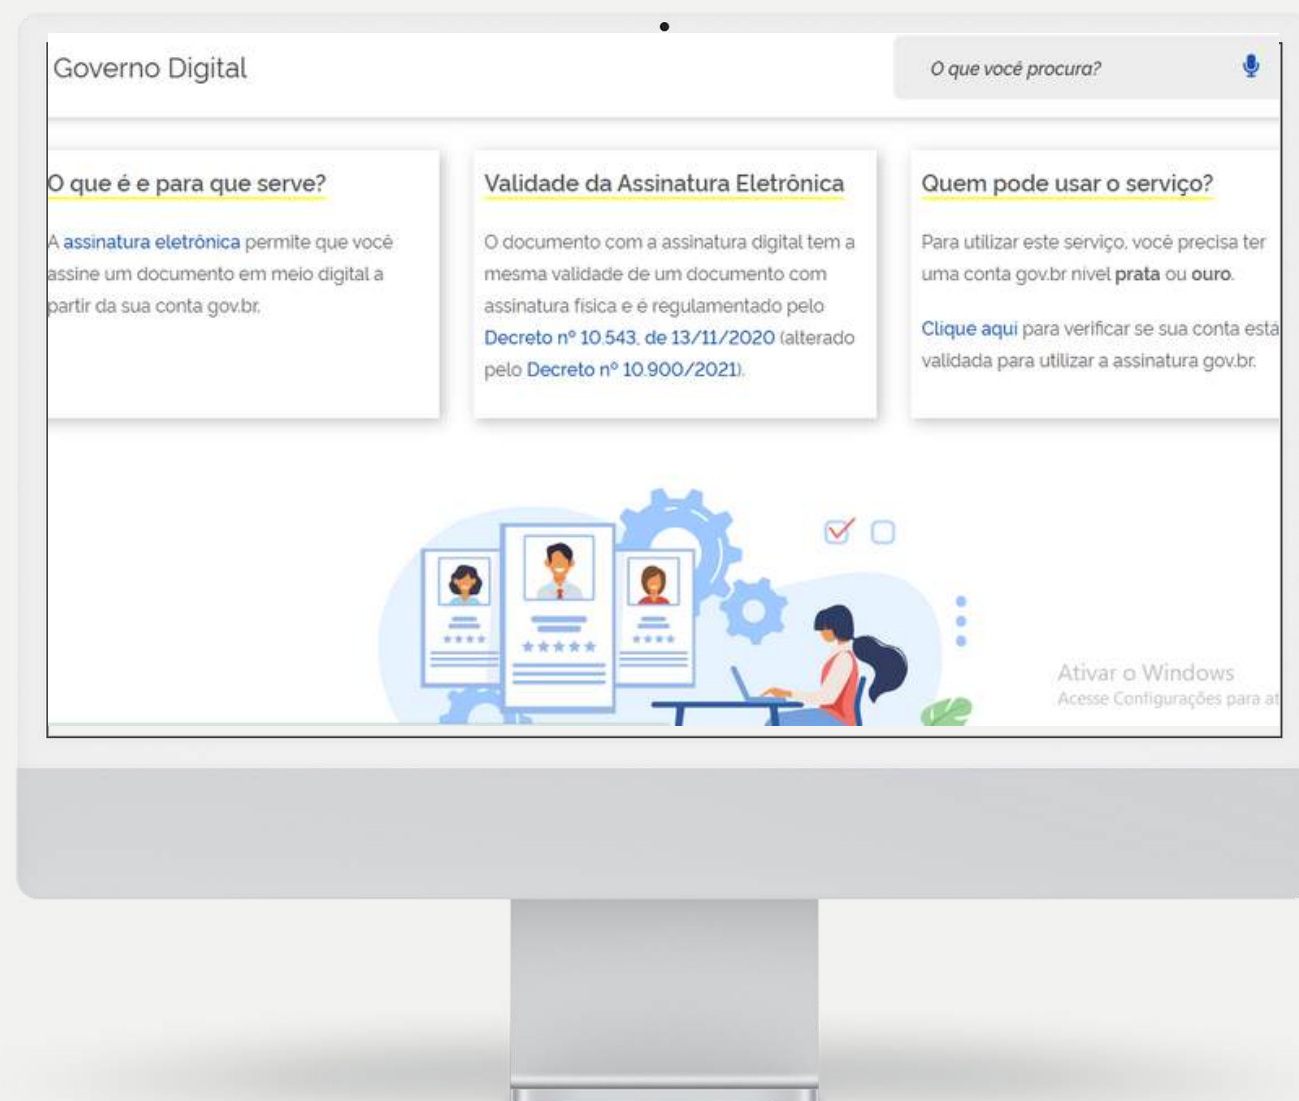 Governo Digital
O que você procura?
O que é e para que serve?
A assinatura eletrônica permite que você
assine um documento em meio digital a
partir da sua conta gov.br.
Validade da Assinatura Eletrônica
O documento com a assinatura digital tem a
mesma validade de um documento com
assinatura física e é regulamentado pelo
Decreto nº 10.543, de 13/11/2020 (alterado
pelo Decreto nº 10.900/2021).
Quem pode usar o serviço?
Para utilizar este serviço, você precisa ter
uma conta gov.br nível prata ou ouro.
Clique aqui para verificar se sua conta está
validada para utilizar a assinatura gov.br.
Ativar o Windows
Acesse Configurações para at